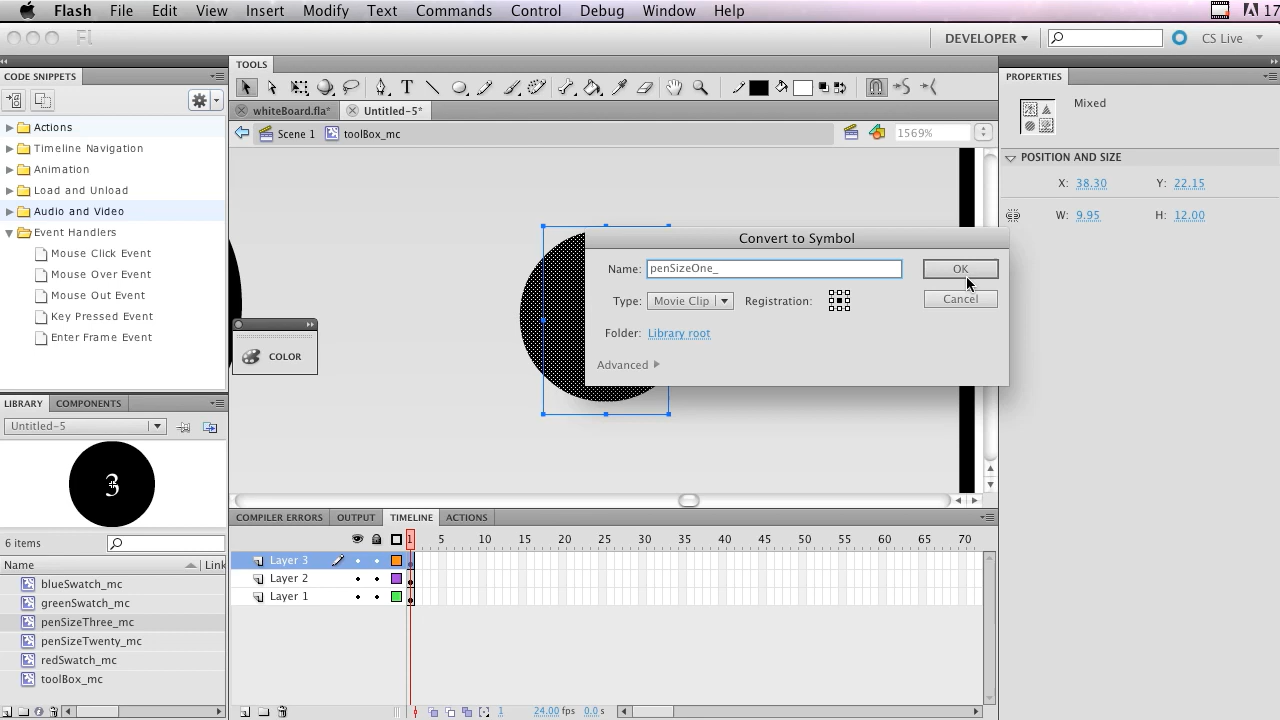 Flash File Edit View Insert Modify Text Commands Control Debug Window Help 17
Fl DEVELOPER CS Live
CODE SNIPPETS
Actions
Timeline Navigation
Animation
Load and Unload
Audio and Video
Event Handlers
Mouse Click Event
Mouse Over Event
Mouse Out Event
Key Pressed Event
Enter Frame Event
LIBRARY COMPONENTS
Untitled-5
3
6 items
Name Link
blueSwatch_mc
greenSwatch_mc
penSizeThree_mc
penSizeTwenty_mc
redSwatch_mc
toolBox_mc
TOOLS
whiteBoard.fla* Untitled-5*
Scene 1 toolBox_mc 1569%
COLOR
Convert to Symbol
Name: penSizeOne_ OK
Type: Movie Clip Registration: Cancel
Folder: Library root
Advanced
COMPILER ERRORS OUTPUT TIMELINE ACTIONS
1 5 10 15 20 25 30 35 40 45 50 55 60 65 70
Layer 3
Layer 2
Layer 1
1 24.00 fps 0.0 s
PROPERTIES
Mixed
POSITION AND SIZE
X: 38.30 Y: 22.15
W: 9.95 H: 12.00